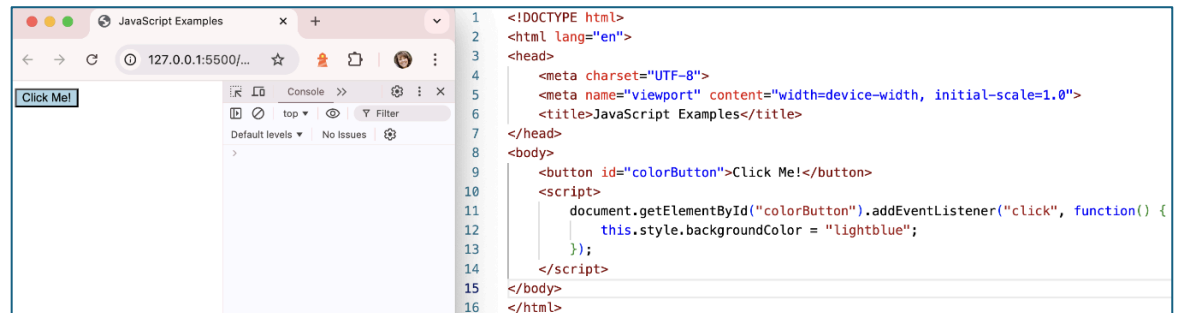 JavaScript Examples
127.0.0.1:5500/...
Click Me!
Console
top
Filter
Default levels
No Issues
1 <!DOCTYPE html>
2 <html lang="en">
3 <head>
4 <meta charset="UTF-8">
5 <meta name="viewport" content="width=device-width, initial-scale=1.0">
6 <title>JavaScript Examples</title>
7 </head>
8 <body>
9 <button id="colorButton">Click Me!</button>
10 <script>
11 document.getElementById("colorButton").addEventListener("click", function() {
12 this.style.backgroundColor = "lightblue";
13 });
14 </script>
15 </body>
16 </html>